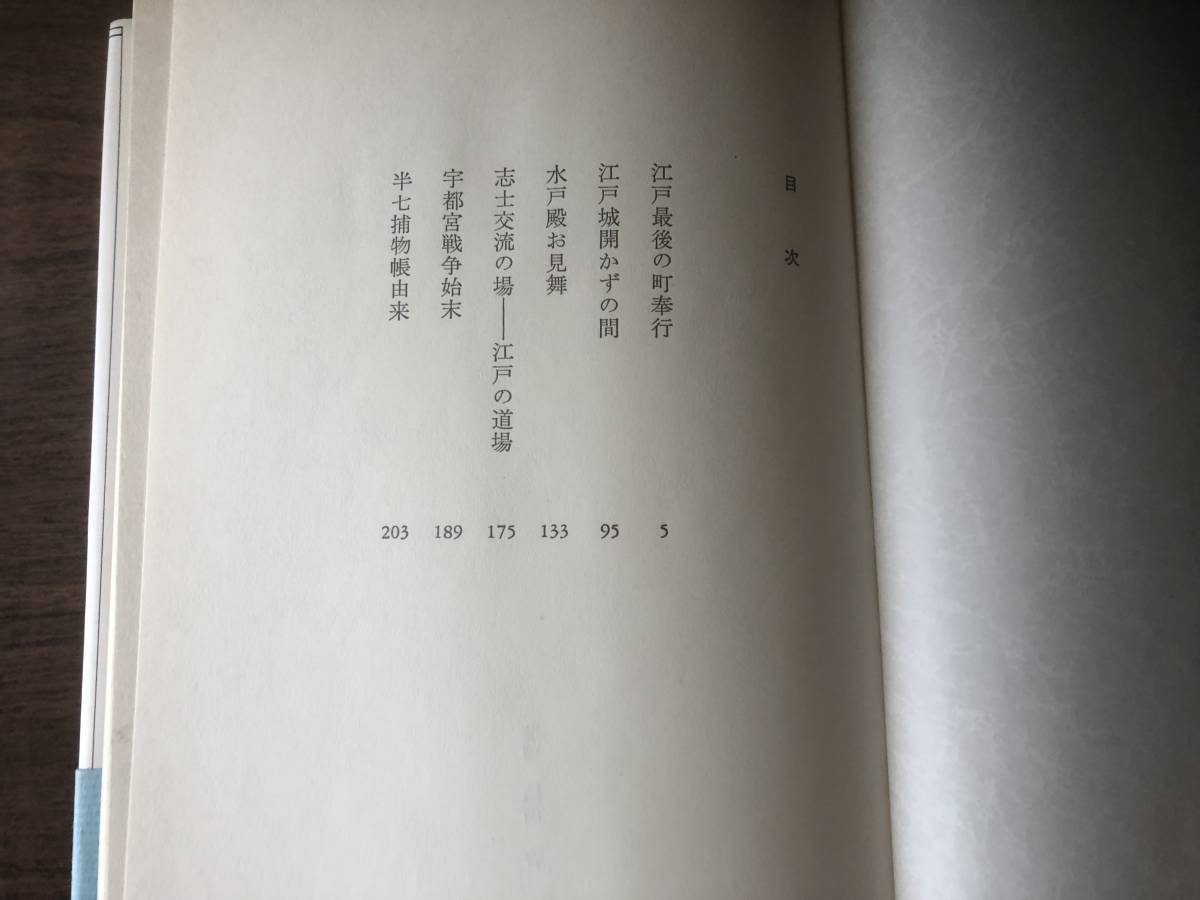 目次
江戸最後の町奉行 5
江戸城開かずの間 95
水戸殿お見舞 133
志士交流の場──江戸の道場 175
宇都宮戦争始末 189
半七捕物帳由来 203